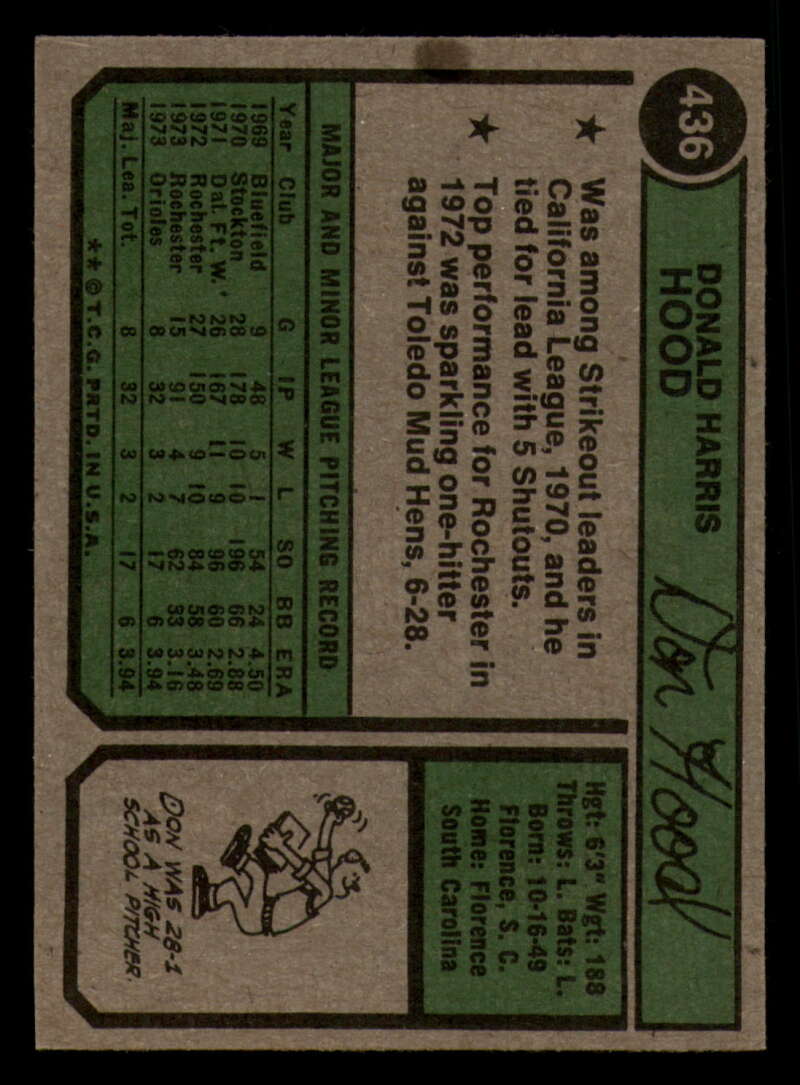 436
DONALD HARRIS
HOOD
Don Hood
★ Was among Strikeout leaders in
California League, 1970, and he
tied for lead with 5 Shutouts.
★ Top performance for Rochester in
1972 was sparkling one-hitter
against Toledo Mud Hens, 6-28.
Hgt: 6'3" Wgt: 188
Throws: L. Bats: L.
Born: 10-16-49
Florence, S. C.
Home: Florence
South Carolina
MAJOR AND MINOR LEAGUE PITCHING RECORD
Year Club G IP W L SO BB ERA
1969 Bluefield 9 48 5 1 54 24 4.50
1970 Stockton 28 178 10 10 196 66 2.88
1971 Dal. Ft. W. 26 167 11 9 96 60 2.69
1972 Rochester 27 150 9 10 84 58 3.48
1973 Rochester 15 91 4 7 62 33 3.16
1973 Orioles 8 32 3 2 17 6 3.94
Maj. Lea. Tot. 8 32 3 2 17 6 3.94
** © T.C.G. PRTD. IN U.S.A.
DON WAS 28-1
AS A HIGH
SCHOOL PITCHER.